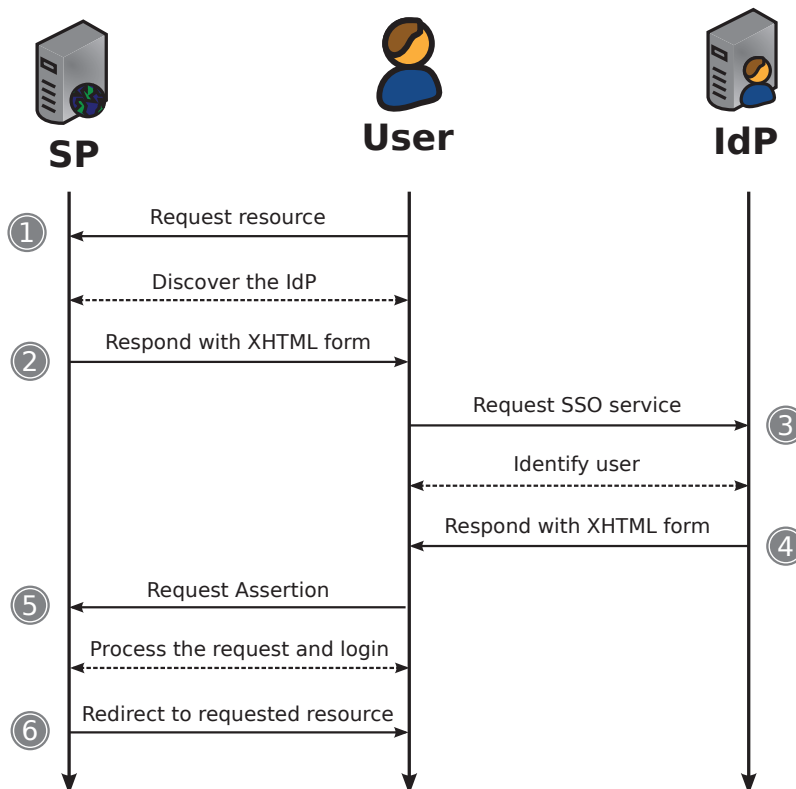 SP
User
IdP
1
Request resource
Discover the IdP
2
Respond with XHTML form
Request SSO service
3
Identify user
Respond with XHTML form
4
5
Request Assertion
Process the request and login
6
Redirect to requested resource